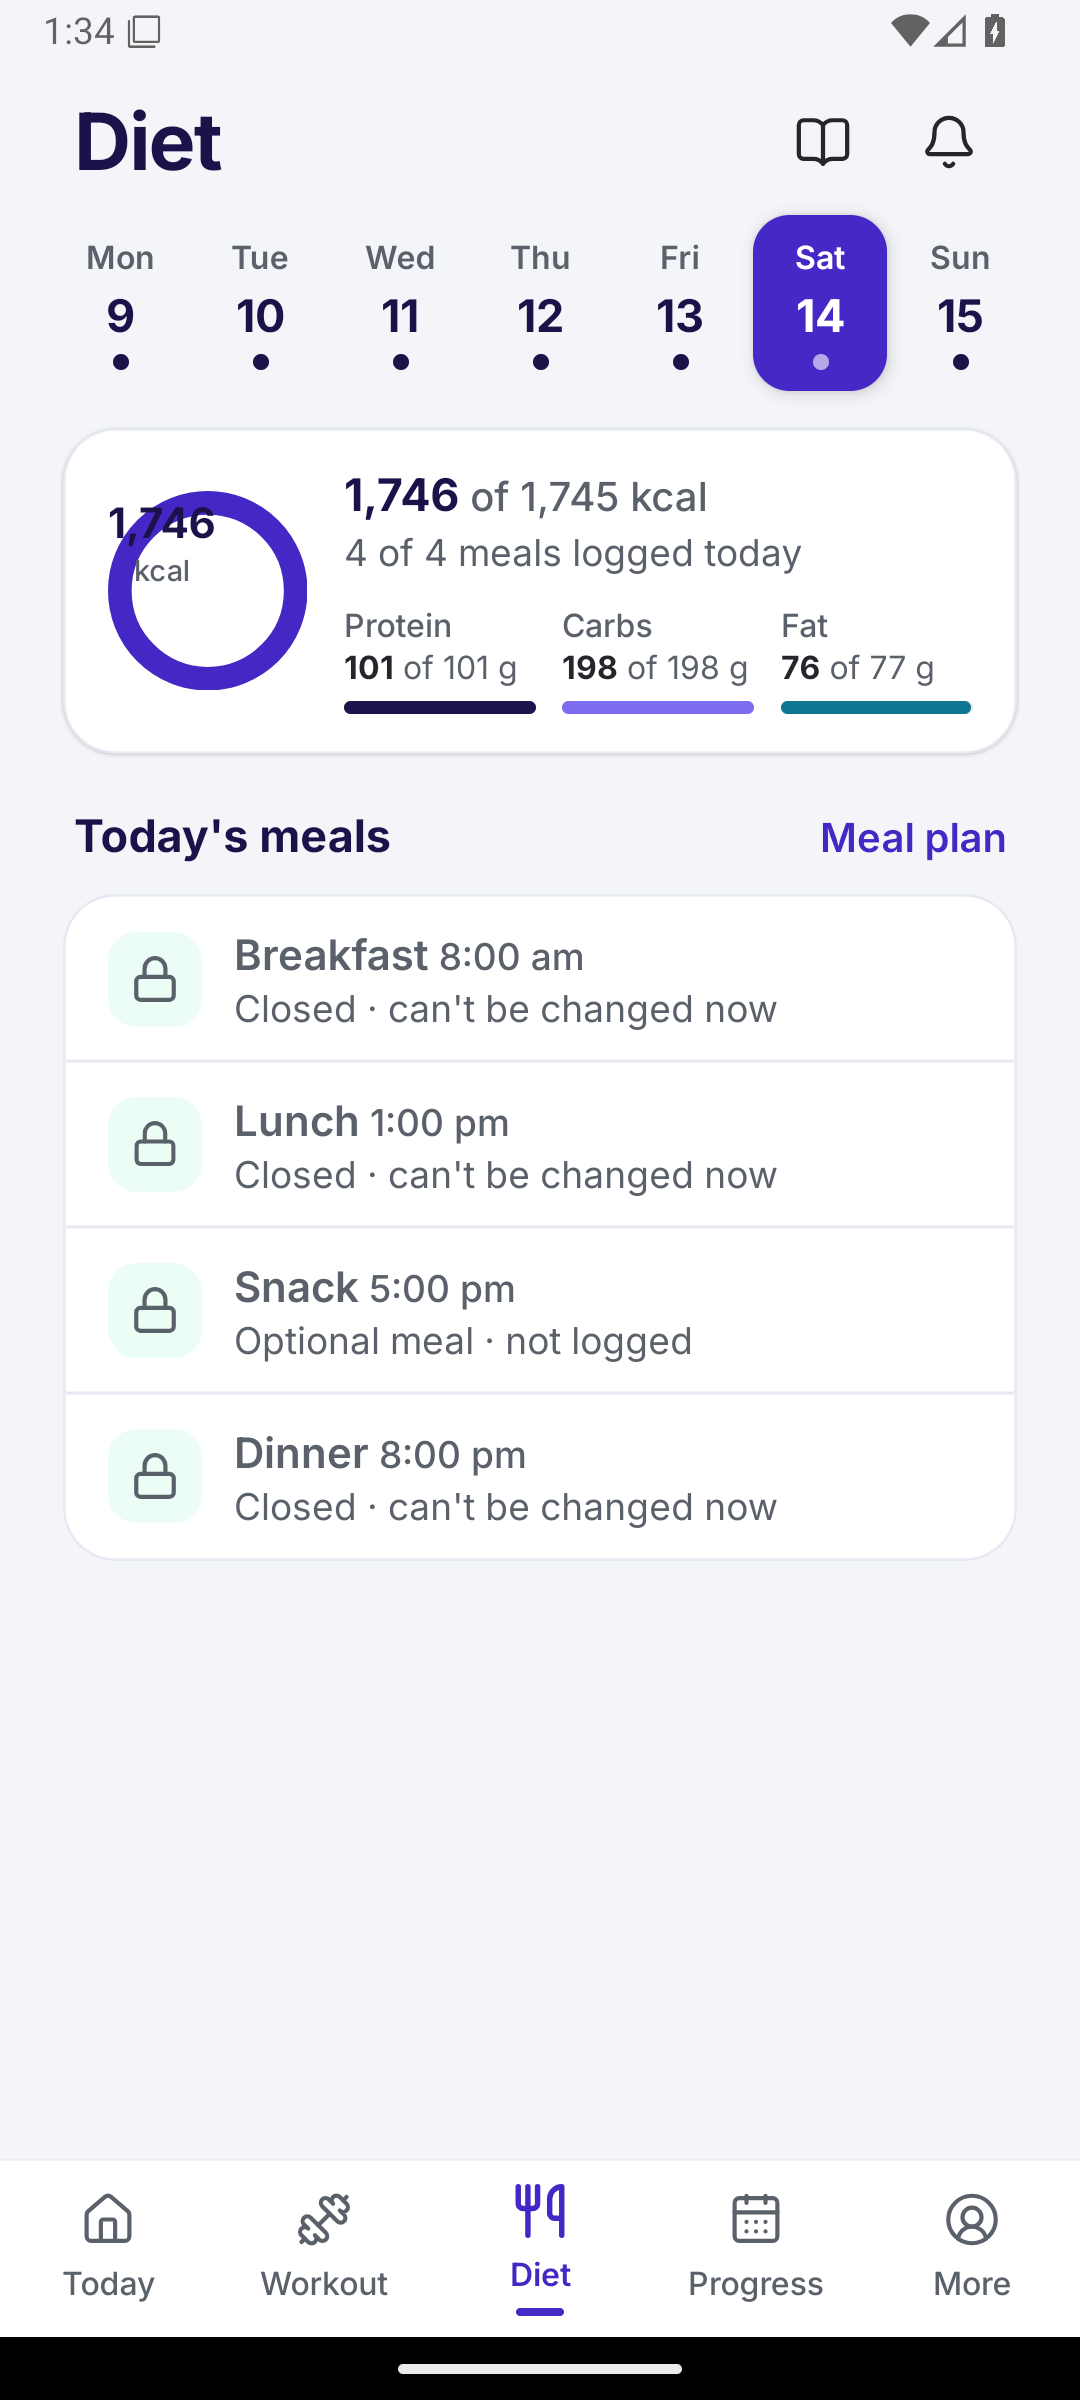 1:34
Diet
Mon Tue Wed Thu Fri Sat Sun
9 10 11 12 13 14 15
1,746 of 1,745 kcal
4 of 4 meals logged today
1,746
kcal
Protein Carbs Fat
101 of 101 g 198 of 198 g 76 of 77 g
Today's meals Meal plan
Breakfast 8:00 am
Closed · can't be changed now
Lunch 1:00 pm
Closed · can't be changed now
Snack 5:00 pm
Optional meal · not logged
Dinner 8:00 pm
Closed · can't be changed now
Today Workout Diet Progress More